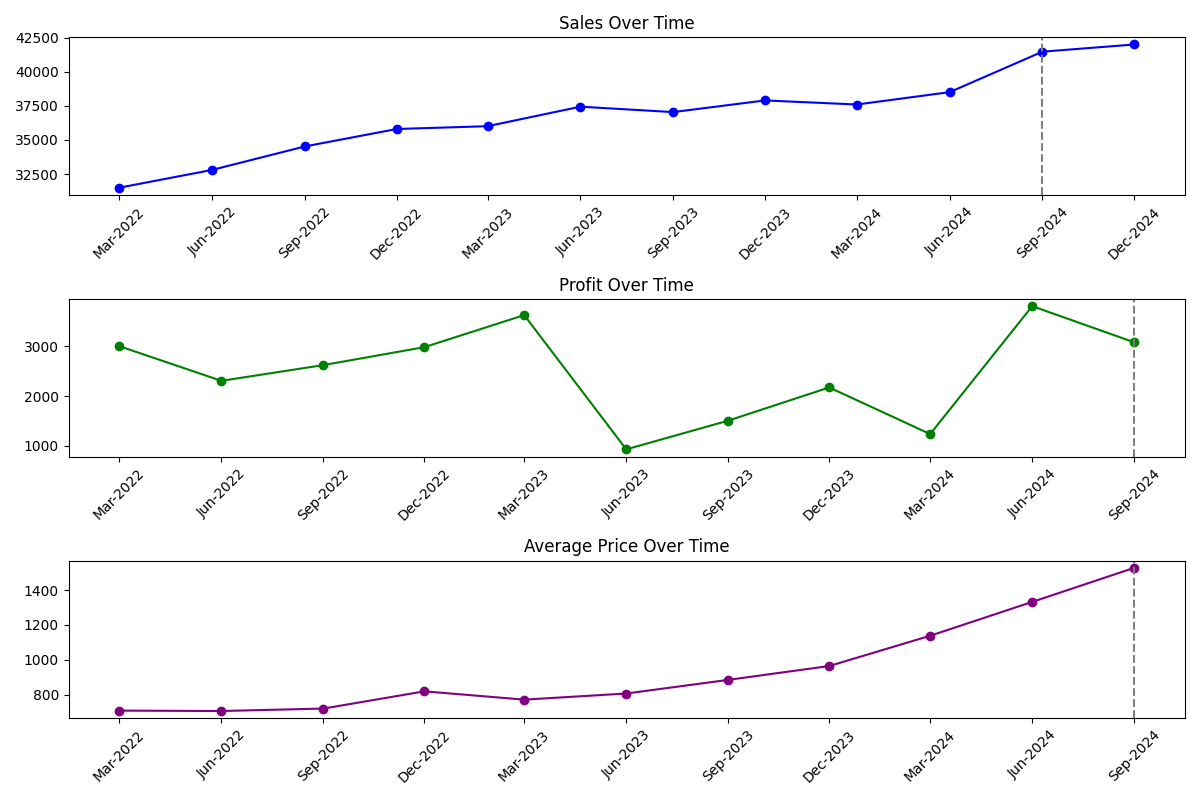 Sales Over Time
42500
40000
37500
35000
32500
Mar-2022
Jun-2022
Sep-2022
Dec-2022
Mar-2023
Jun-2023
Sep-2023
Dec-2023
Mar-2024
Jun-2024
Sep-2024
Dec-2024
Profit Over Time
3000
2000
1000
Mar-2022
Jun-2022
Sep-2022
Dec-2022
Mar-2023
Jun-2023
Sep-2023
Dec-2023
Mar-2024
Jun-2024
Sep-2024
Average Price Over Time
1400
1200
1000
800
Mar-2022
Jun-2022
Sep-2022
Dec-2022
Mar-2023
Jun-2023
Sep-2023
Dec-2023
Mar-2024
Jun-2024
Sep-2024